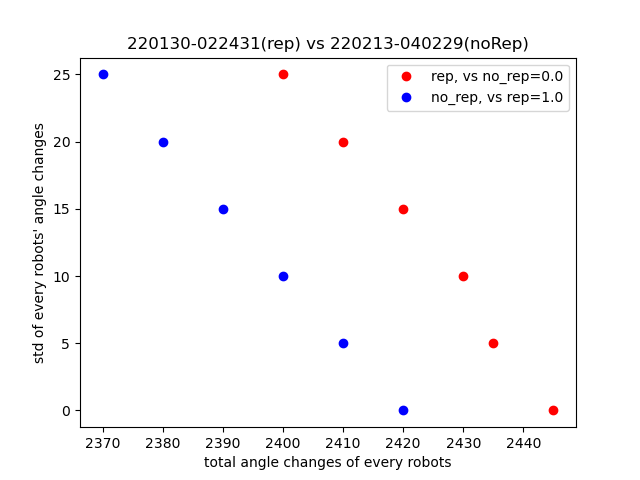 220130-022431(rep) vs 220213-040229(noRep)
rep, vs no_rep=0.0
no_rep, vs rep=1.0
std of every robots' angle changes
25
20
15
10
5
0
2370 2380 2390 2400 2410 2420 2430 2440
total angle changes of every robots